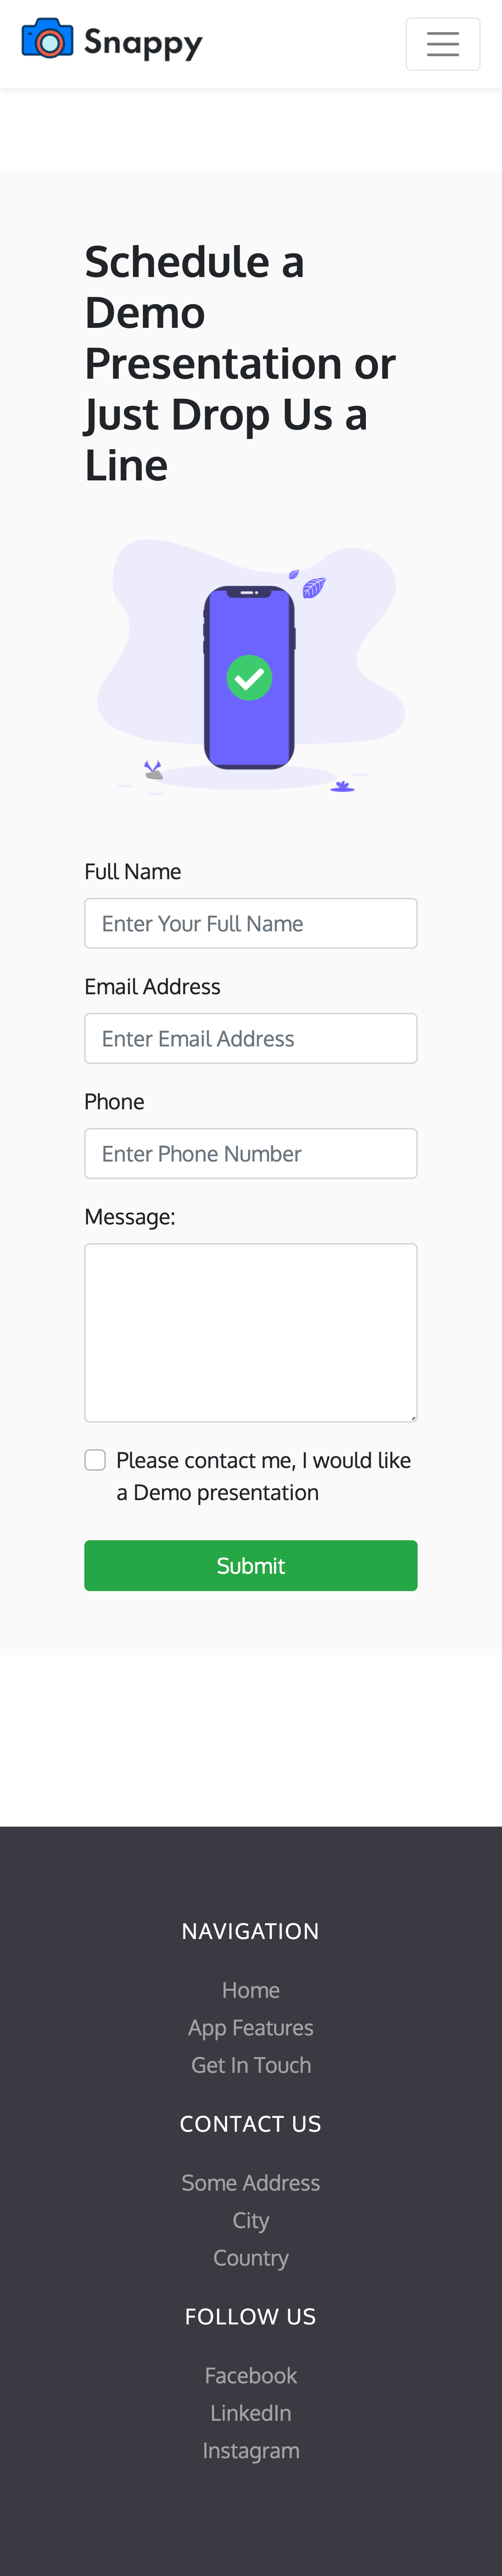 Snappy
Schedule a
Demo
Presentation or
Just Drop Us a
Line
Full Name
Enter Your Full Name
Email Address
Enter Email Address
Phone
Enter Phone Number
Message:
Please contact me, I would like
a Demo presentation
Submit
NAVIGATION
Home
App Features
Get In Touch
CONTACT US
Some Address
City
Country
FOLLOW US
Facebook
LinkedIn
Instagram